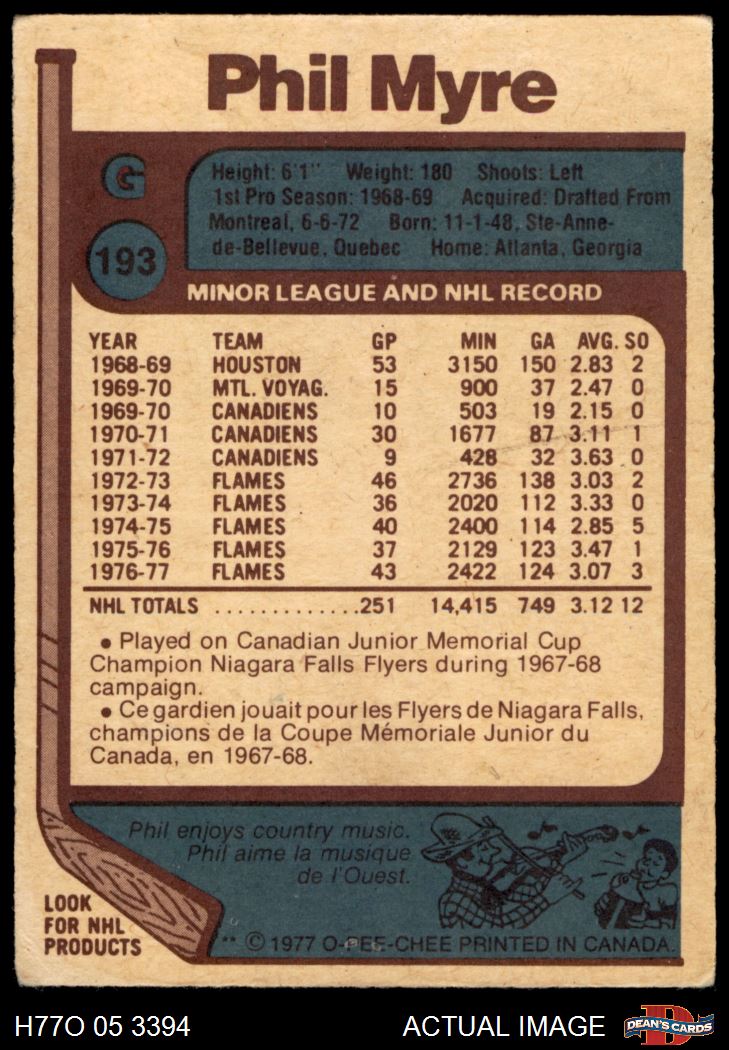 Phil Myre
G
193
Height: 6'1" Weight: 180 Shoots: Left
1st Pro Season: 1968-69 Acquired: Drafted From
Montreal, 6-6-72 Born: 11-1-48, Ste-Anne-
de-Bellevue, Quebec Home: Atlanta, Georgia
MINOR LEAGUE AND NHL RECORD
YEAR TEAM GP MIN GA AVG. SO
1968-69 HOUSTON 53 3150 150 2.83 2
1969-70 MTL. VOYAG. 15 900 37 2.47 0
1969-70 CANADIENS 10 503 19 2.15 0
1970-71 CANADIENS 30 1677 87 3.11 1
1971-72 CANADIENS 9 428 32 3.63 0
1972-73 FLAMES 46 2736 138 3.03 2
1973-74 FLAMES 36 2020 112 3.33 0
1974-75 FLAMES 40 2400 114 2.85 5
1975-76 FLAMES 37 2129 123 3.47 1
1976-77 FLAMES 43 2422 124 3.07 3
NHL TOTALS .............251 14,415 749 3.12 12
• Played on Canadian Junior Memorial Cup
Champion Niagara Falls Flyers during 1967-68
campaign.
• Ce gardien jouait pour les Flyers de Niagara Falls,
champions de la Coupe Mémoriale Junior du
Canada, en 1967-68.
Phil enjoys country music.
Phil aime la musique
de l'Ouest.
LOOK
FOR NHL
PRODUCTS
** © 1977 O-PEE-CHEE PRINTED IN CANADA.
H77O 05 3394 ACTUAL IMAGE
D
DEAN'S CARDS